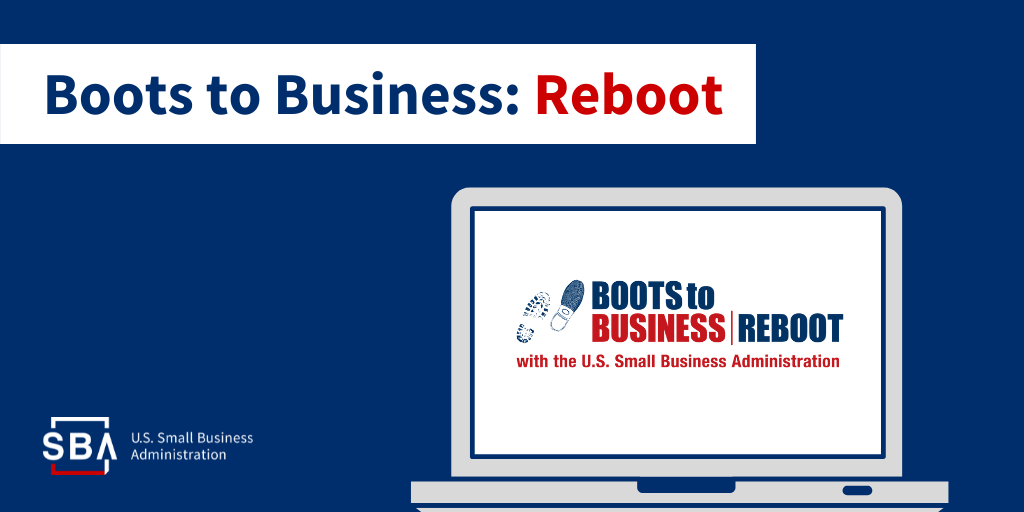 Boots to Business: Reboot
BOOTS to
BUSINESS | REBOOT
with the U.S. Small Business Administration
SBA
U.S. Small Business
Administration